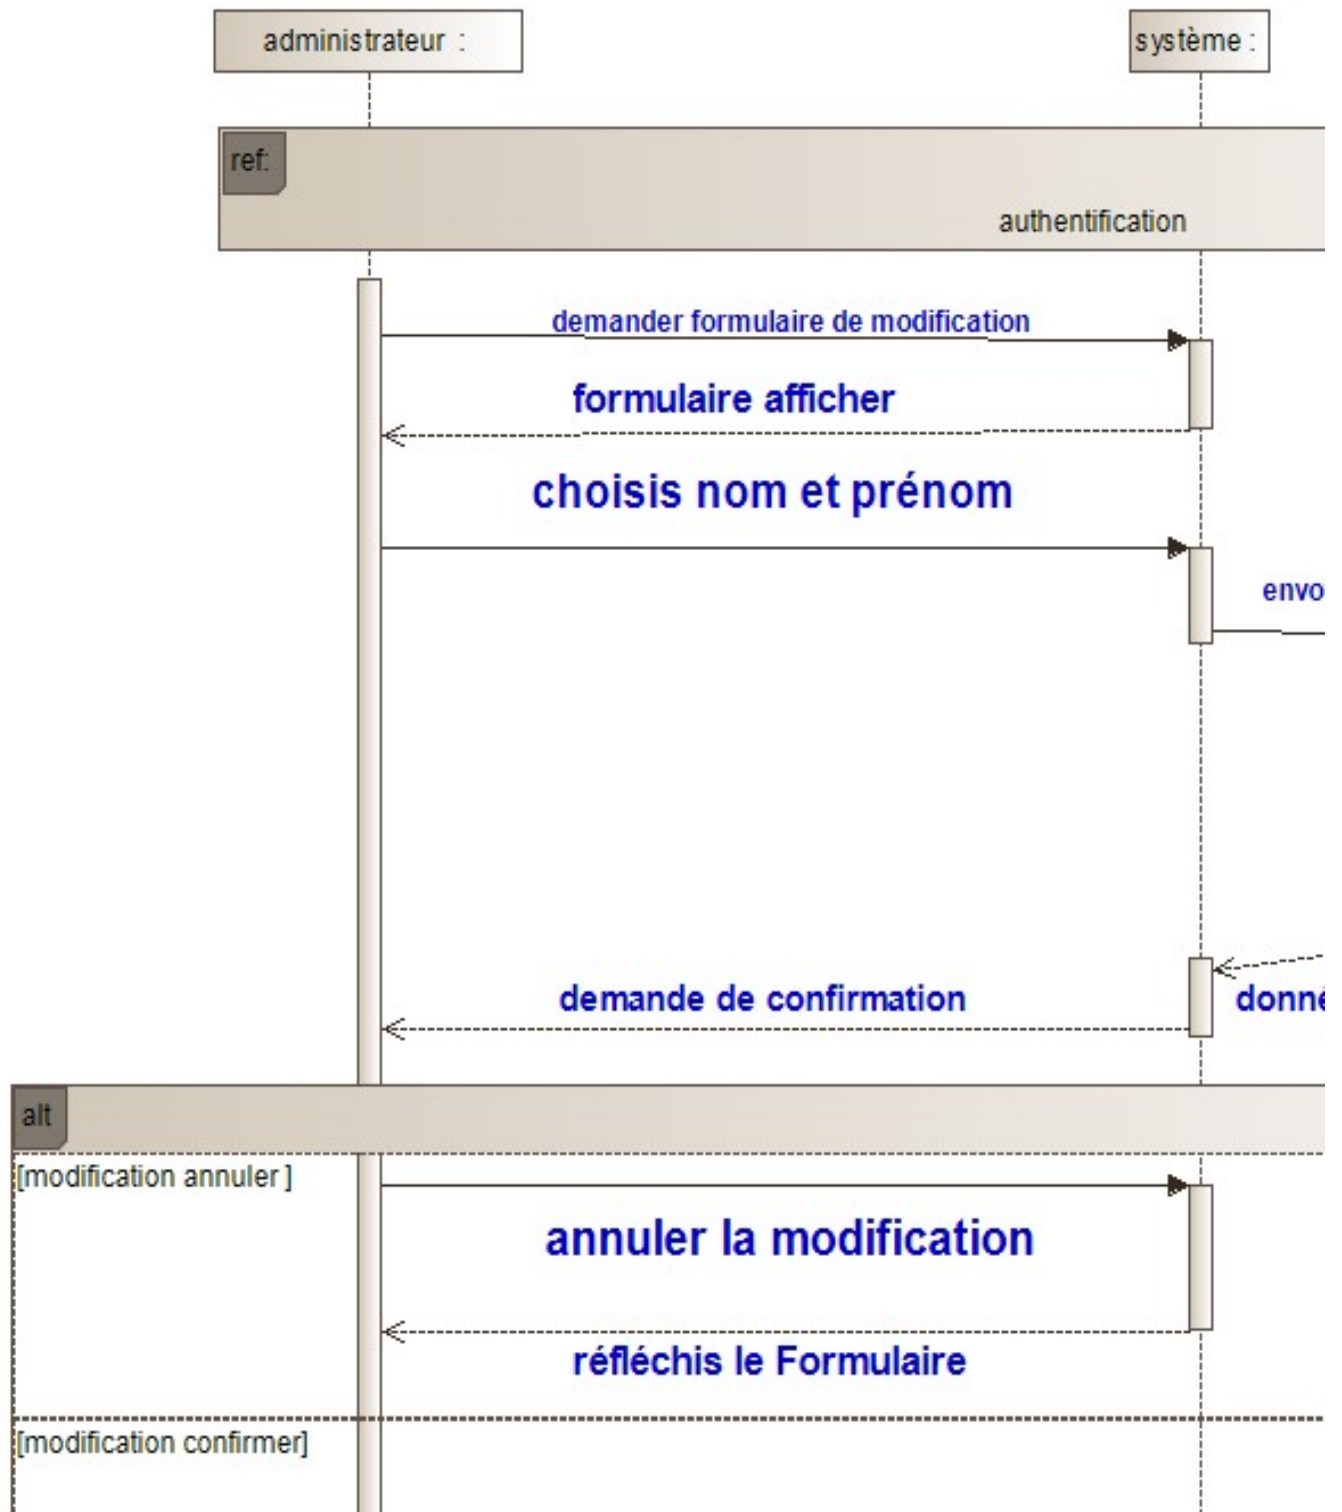 administrateur :
système :
ref:
authentification
demander formulaire de modification
formulaire afficher
choisis nom et prénom
demande de confirmation
alt
[modification annuler ]
annuler la modification
réfléchis le Formulaire
[modification confirmer]